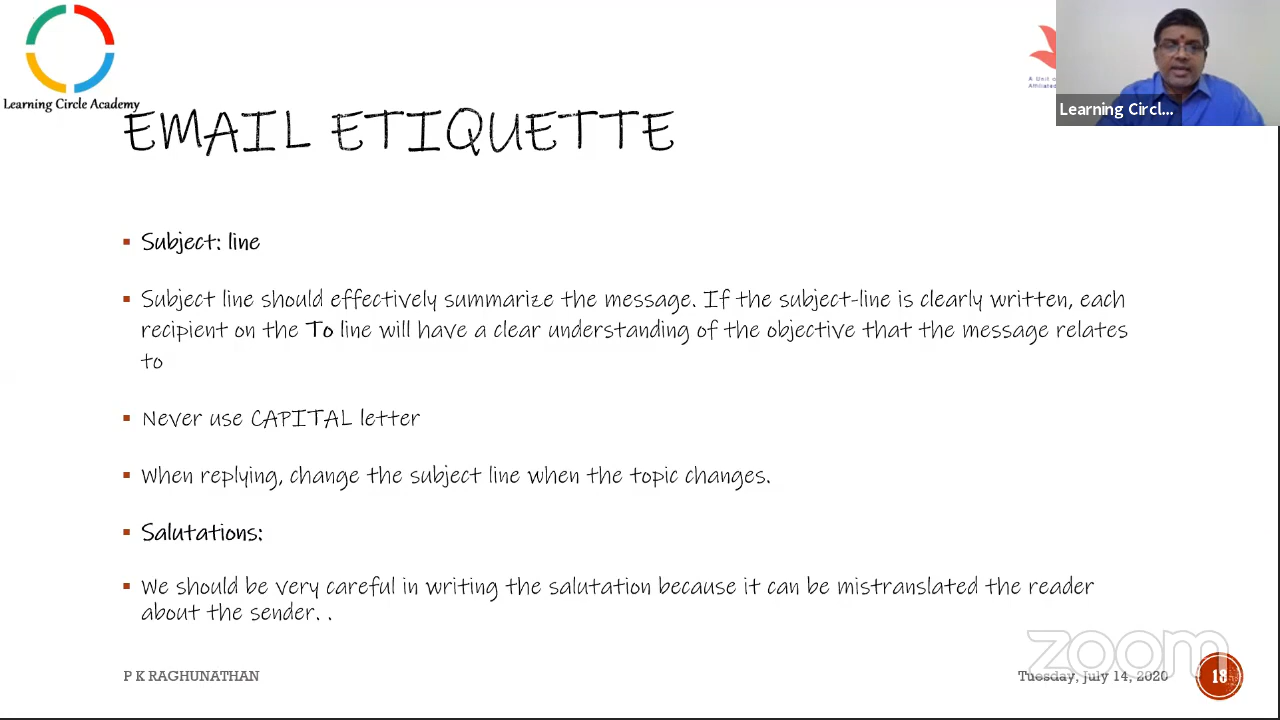 Learning Circle Academy
A Unit of
Affiliated
Learning Circl...
EMAIL ETIQUETTE
Subject: line
Subject line should effectively summarize the message. If the subject-line is clearly written, each
recipient on the To line will have a clear understanding of the objective that the message relates
to
Never use CAPITAL letter
When replying, change the subject line when the topic changes.
Salutations:
We should be very careful in writing the salutation because it can be mistranslated the reader
about the sender. .
zoom
P K RAGHUNATHAN
Tuesday, July 14, 2020
18